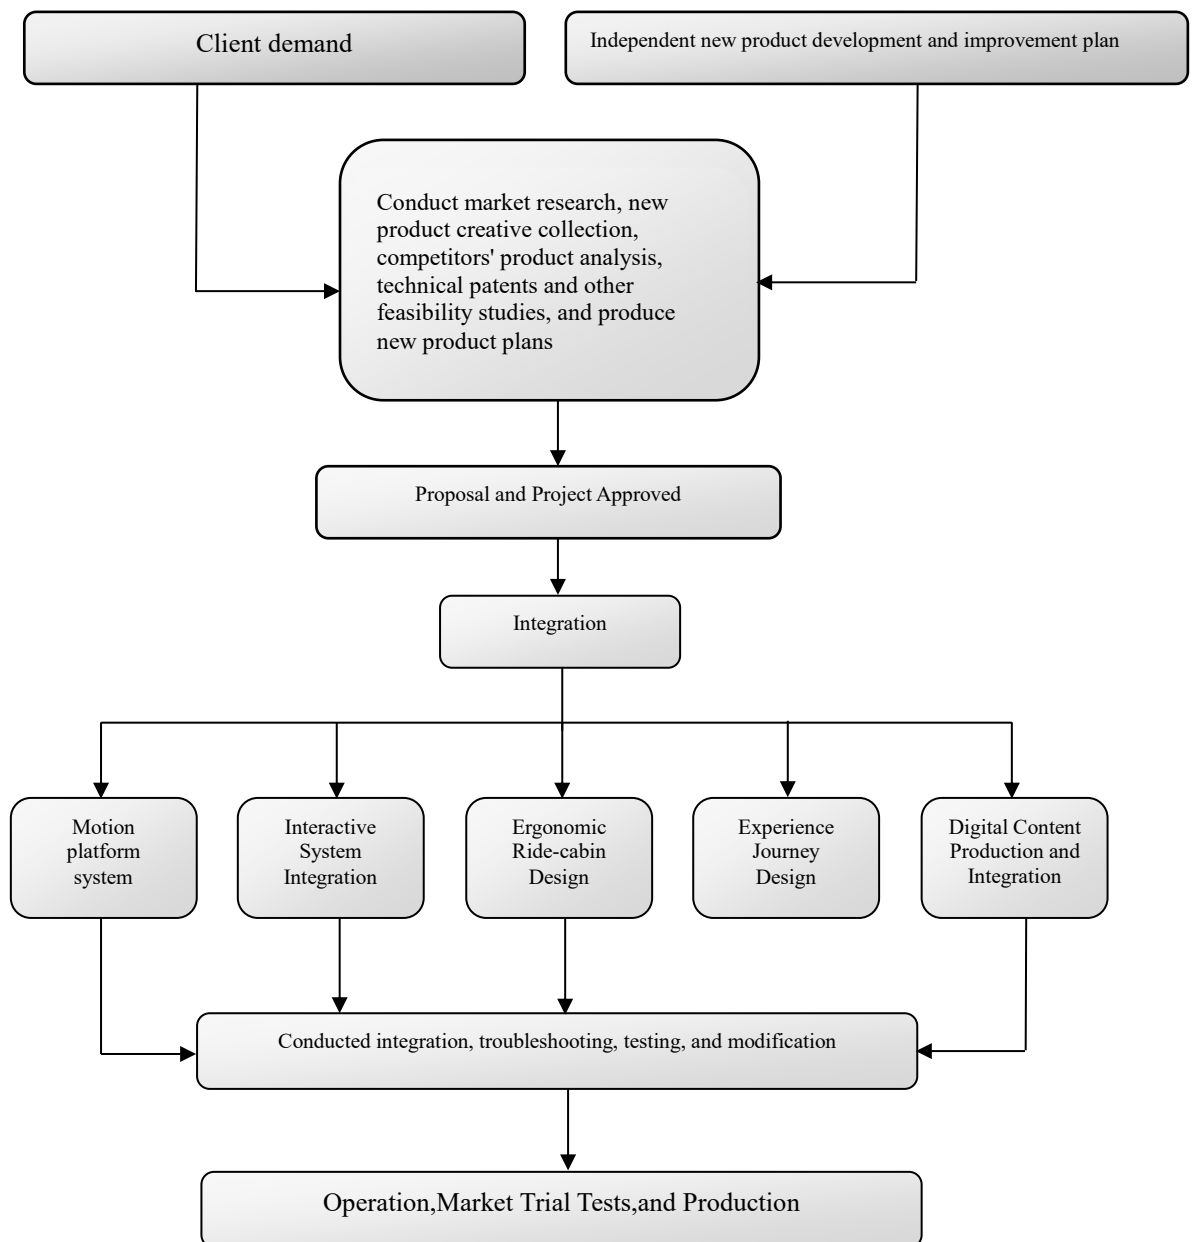 Client demand
Independent new product development and improvement plan
Conduct market research, new
product creative collection,
competitors' product analysis,
technical patents and other
feasibility studies, and produce
new product plans
Proposal and Project Approved
Integration
Motion
platform
system
Interactive
System
Integration
Ergonomic
Ride-cabin
Design
Experience
Journey
Design
Digital Content
Production and
Integration
Conducted integration, troubleshooting, testing, and modification
Operation,Market Trial Tests,and Production